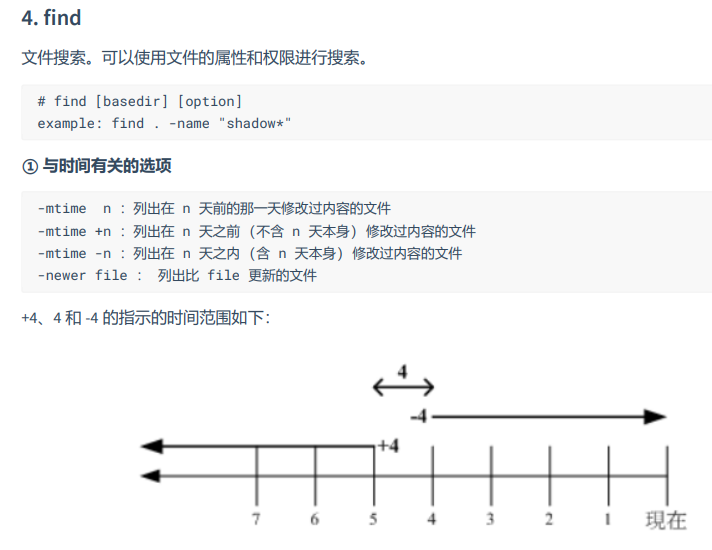 4. find
文件搜索。可以使用文件的属性和权限进行搜索。
# find [basedir] [option]
example: find . -name "shadow*"
① 与时间有关的选项
-mtime  n ：列出在 n 天前的那一天修改过内容的文件
-mtime +n ：列出在 n 天之前 (不含 n 天本身) 修改过内容的文件
-mtime -n ：列出在 n 天之内 (含 n 天本身) 修改过内容的文件
-newer file ： 列出比 file 更新的文件
+4、4 和 -4 的指示的时间范围如下：
4
-4
+4
7 6 5 4 3 2 1 現在